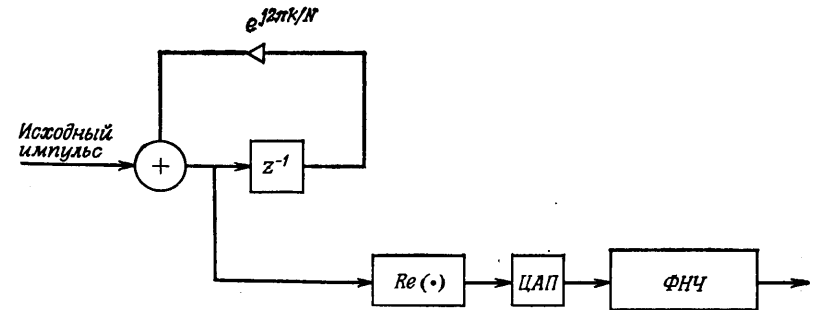 e^{j2πk/N}
Исходный
импульс
+
z⁻¹
Re(•)
ЦАП
ФНЧ